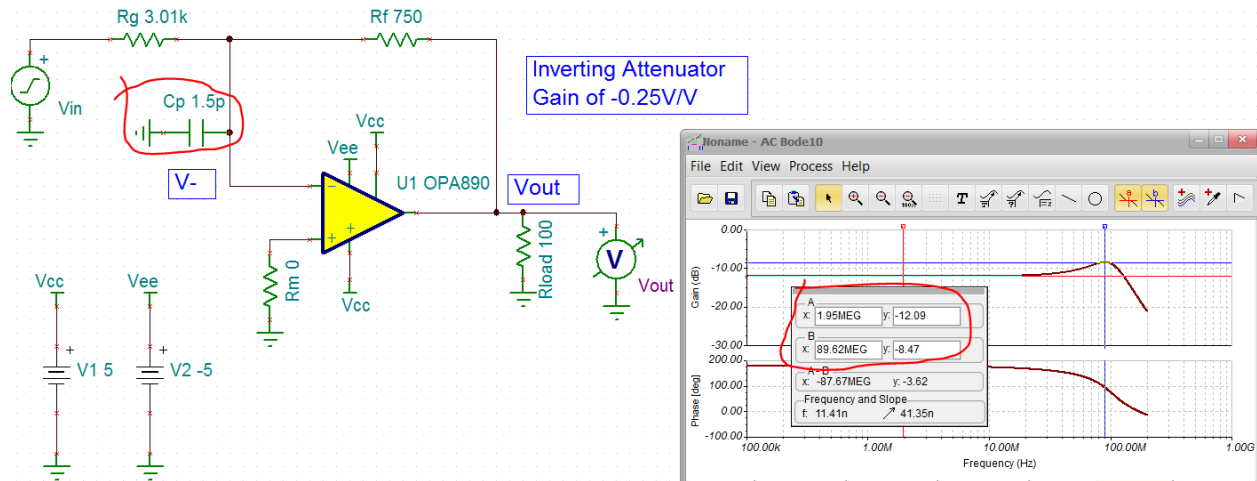 Rg 3.01k
Rf 750
+
Vin
Cp 1.5p
Inverting Attenuator
Gain of -0.25V/V
Vcc
Vee
V-
U1 OPA890
Vout
−
+
+
Rm 0
Vcc
Rload 100
+
V
Vout
Vcc
Vee
+
+
V1 5
V2 -5
Noname - AC Bode10
File Edit View Process Help
100%
T
a
b
0.00
-10.00
Gain (dB)
-20.00
-30.00
A
x: 1.95MEG y: -12.09
B
x: 89.62MEG y: -8.47
A - B
x: -87.67MEG y: -3.62
Frequency and Slope
f: 11.41n 41.35n
200.00
100.00
Phase [deg]
0.00
-100.00
100.00k 1.00M 10.00M 100.00M 1.00G
Frequency (Hz)